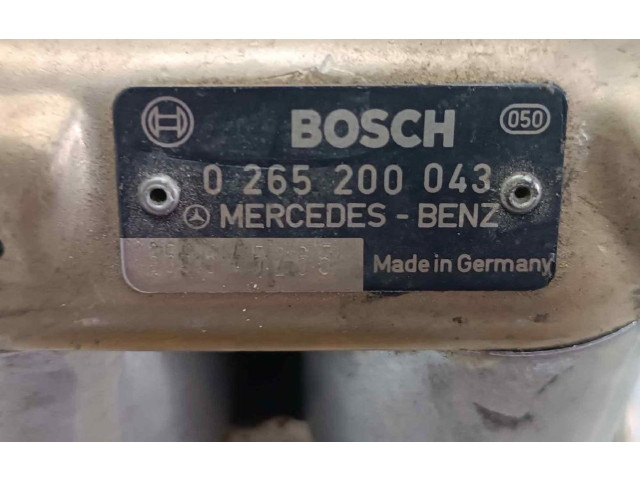 BOSCH
050
0 265 200 043
MERCEDES - BENZ
Made in Germany